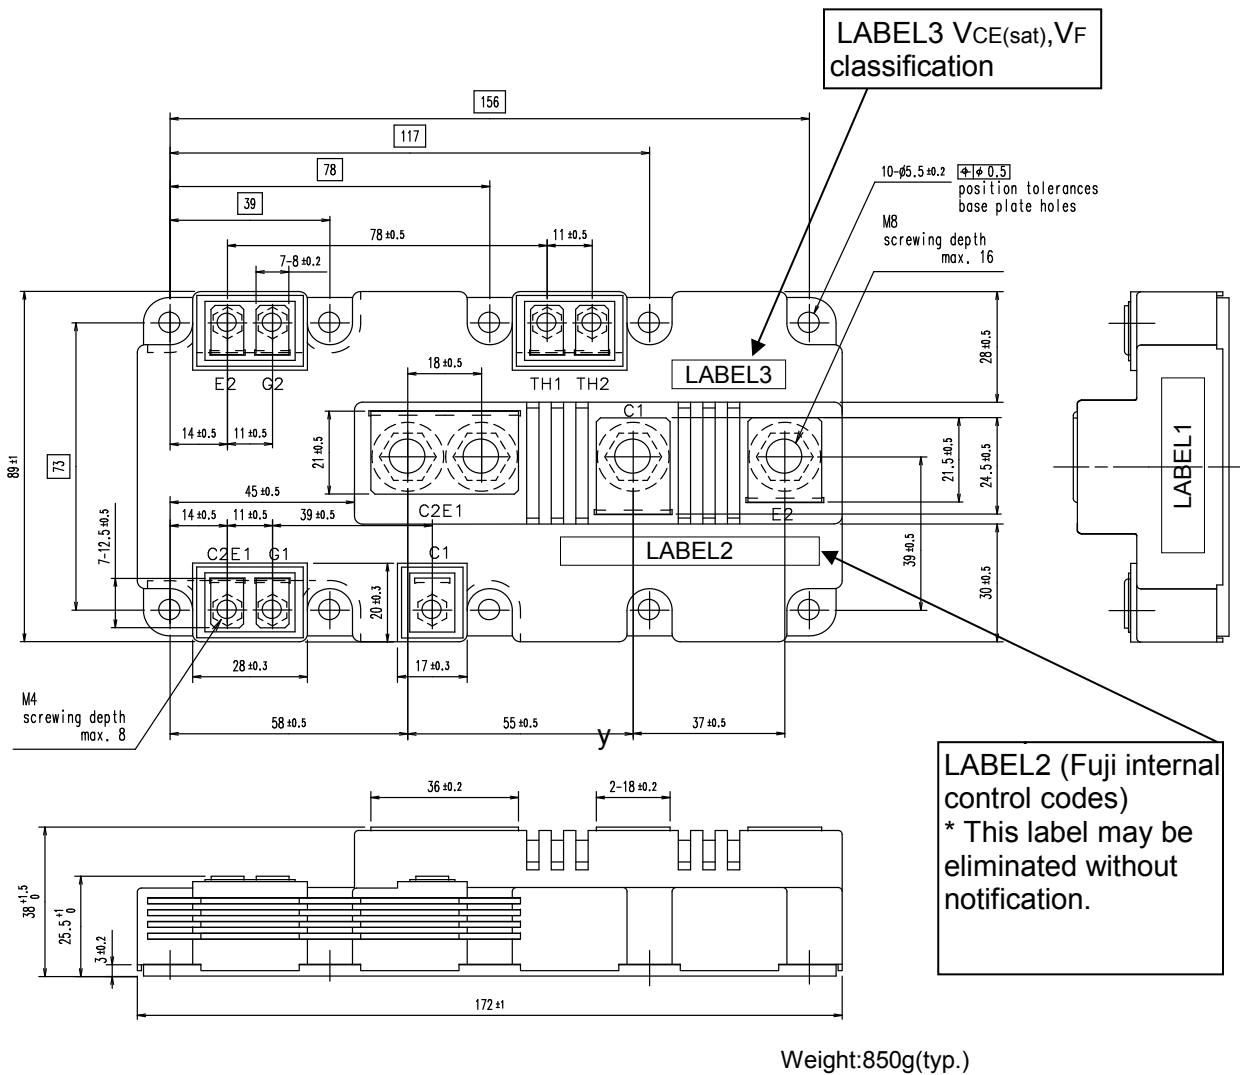 LABEL3 VCE(sat),VF
classification
156
117
78
39
10-ø5.5±0.2 ⌖ ø 0.5
position tolerances
base plate holes
M8
screwing depth
max. 16
78 ±0.5
11 ±0.5
7-8 ±0.2
E2 G2
TH1 TH2
LABEL3
18 ±0.5
28 ±0.5
C1
14 ±0.5
11 ±0.5
21 ±0.5
21.5 ±0.5
24.5 ±0.5
LABEL1
89 ±1
73
45 ±0.5
C2E1
E2
14 ±0.5
11 ±0.5
39 ±0.5
7-12.5 ±0.5
C2E1 G1
C1
LABEL2
39 ±0.5
30 ±0.5
20 ±0.3
28 ±0.3
17 ±0.3
M4
screwing depth
max. 8
58 ±0.5
55 ±0.5
37 ±0.5
y
LABEL2 (Fuji internal
control codes)
* This label may be
eliminated without
notification.
36 ±0.2
2-18 ±0.2
38 +1.5 0
25.5 +1 0
3 ±0.2
172 ±1
Weight:850g(typ.)